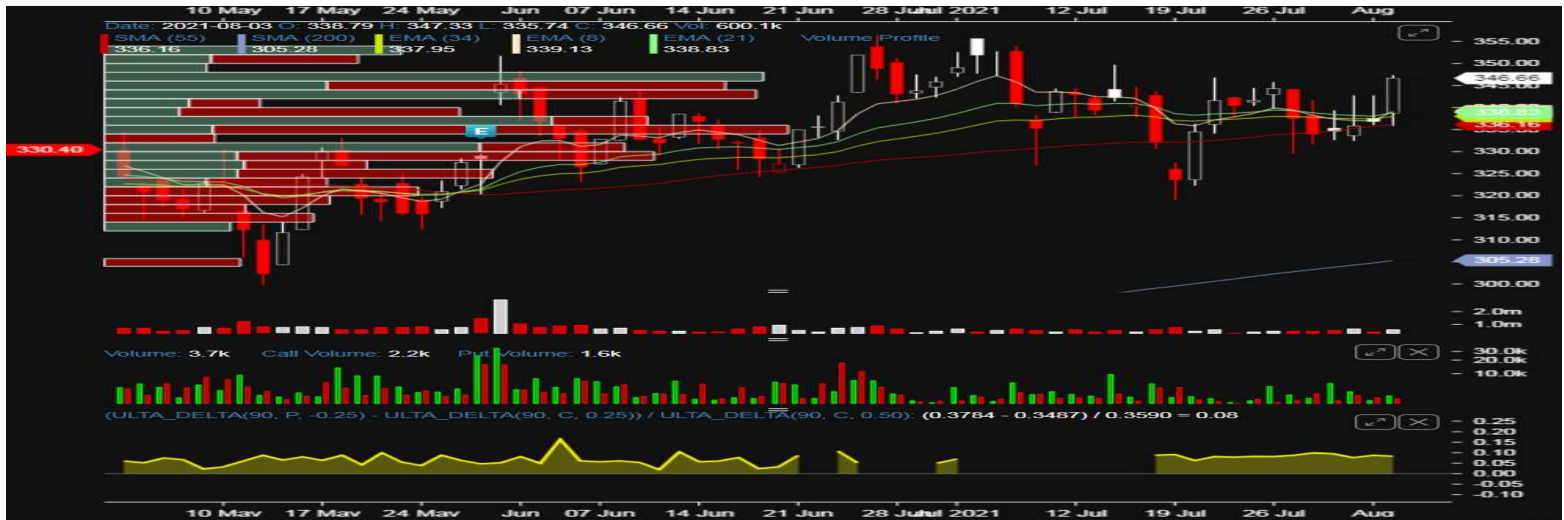 10 May 17 May 24 May Jun 07 Jun 14 Jun 21 Jun 28 Jun Jul 2021 12 Jul 19 Jul 26 Jul Aug
Date: 2021-08-03 O: 338.79 H: 347.33 L: 335.74 C: 346.66 Vol: 600.1k
SMA (55) SMA (200) EMA (34) EMA (8) EMA (21) Volume Profile
336.16 305.28 337.95 339.13 338.83
355.00
350.00
346.66
345.00
338.83
336.16
E
330.40
330.00
325.00
320.00
315.00
310.00
305.28
300.00
2.0m
1.0m
Volume: 3.7k Call Volume: 2.2k Put Volume: 1.6k
30.0k
20.0k
10.0k
(ULTA_DELTA(90, P, -0.25) - ULTA_DELTA(90, C, 0.25)) / ULTA_DELTA(90, C, 0.50): (0.3784 - 0.3487) / 0.3590 = 0.08
0.25
0.20
0.15
0.10
0.05
0.00
-0.05
-0.10
10 May 17 May 24 May Jun 07 Jun 14 Jun 21 Jun 28 Jun Jul 2021 12 Jul 19 Jul 26 Jul Aug